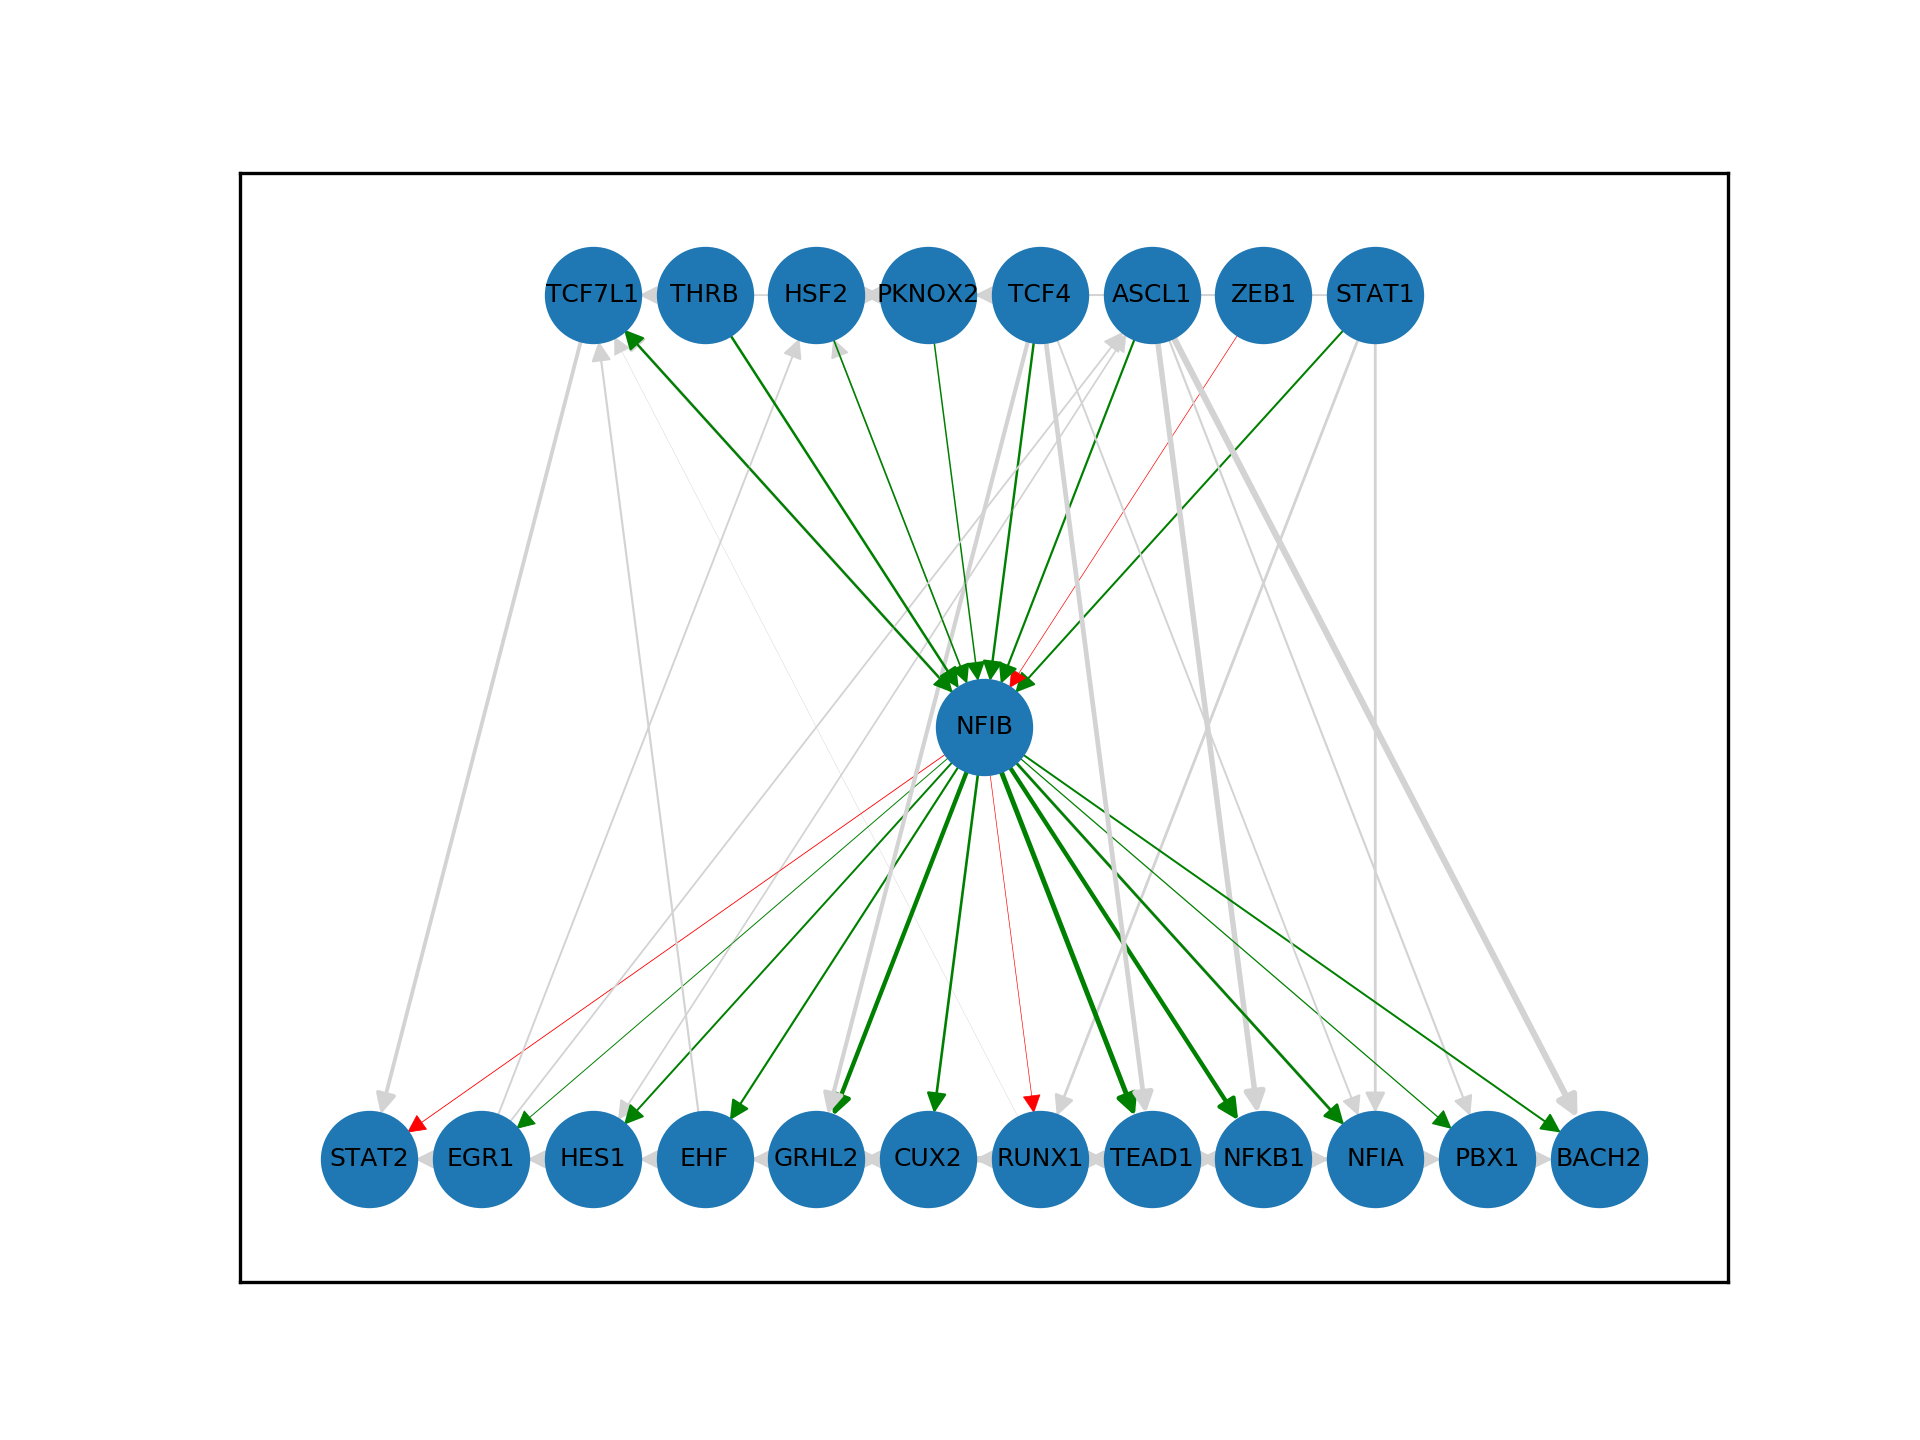 TCF7L1 THRB HSF2 PKNOX2 TCF4 ASCL1 ZEB1 STAT1
NFIB
STAT2 EGR1 HES1 EHF GRHL2 CUX2 RUNX1 TEAD1 NFKB1 NFIA PBX1 BACH2